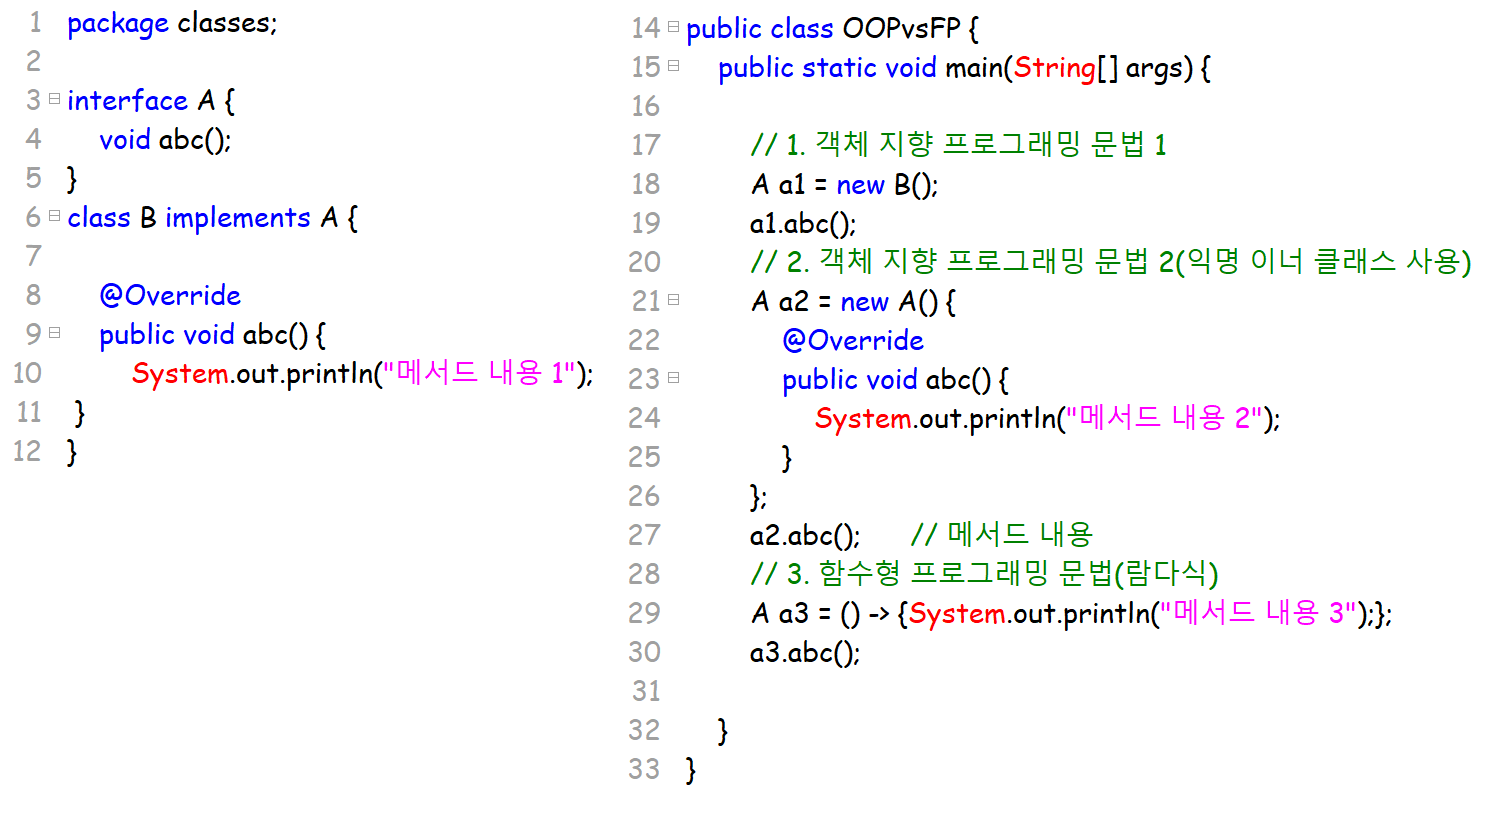 1 package classes;
2
3 interface A {
4 void abc();
5 }
6 class B implements A {
7
8 @Override
9 public void abc() {
10 System.out.println("메서드 내용 1");
11 }
12 }
14 public class OOPvsFP {
15 public static void main(String[] args) {
16
17 // 1. 객체 지향 프로그래밍 문법 1
18 A a1 = new B();
19 a1.abc();
20 // 2. 객체 지향 프로그래밍 문법 2(익명 이너 클래스 사용)
21 A a2 = new A() {
22 @Override
23 public void abc() {
24 System.out.println("메서드 내용 2");
25 }
26 };
27 a2.abc(); // 메서드 내용
28 // 3. 함수형 프로그래밍 문법(람다식)
29 A a3 = () -> {System.out.println("메서드 내용 3");};
30 a3.abc();
31
32 }
33 }